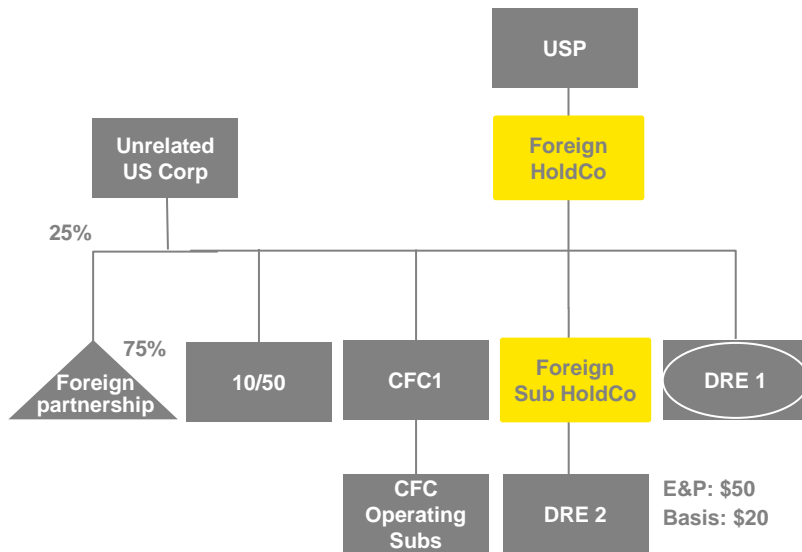 USP
Unrelated
US Corp
Foreign
HoldCo
25%
75%
Foreign
partnership
10/50
CFC1
Foreign
Sub HoldCo
DRE 1
CFC
Operating
Subs
DRE 2
E&P: $50
Basis: $20